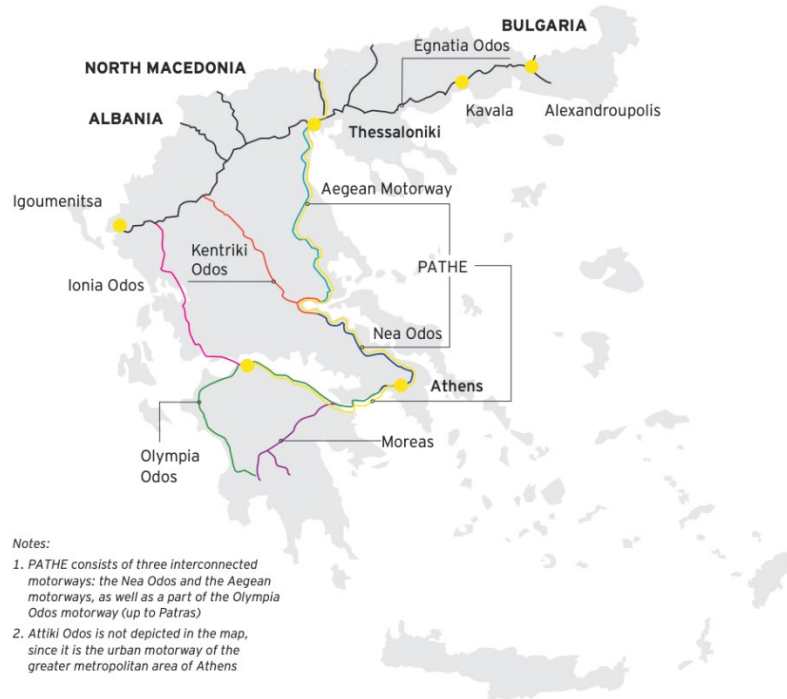 BULGARIA
Egnatia Odos
NORTH MACEDONIA
Kavala
Alexandroupolis
ALBANIA
Thessaloniki
Igoumenitsa
Aegean Motorway
Kentriki
Odos
PATHE
Ionia Odos
Nea Odos
Athens
Olympia
Odos
Moreas
Notes:
1. PATHE consists of three interconnected
motorways: the Nea Odos and the Aegean
motorways, as well as a part of the Olympia
Odos motorway (up to Patras)
2. Attiki Odos is not depicted in the map,
since it is the urban motorway of the
greater metropolitan area of Athens